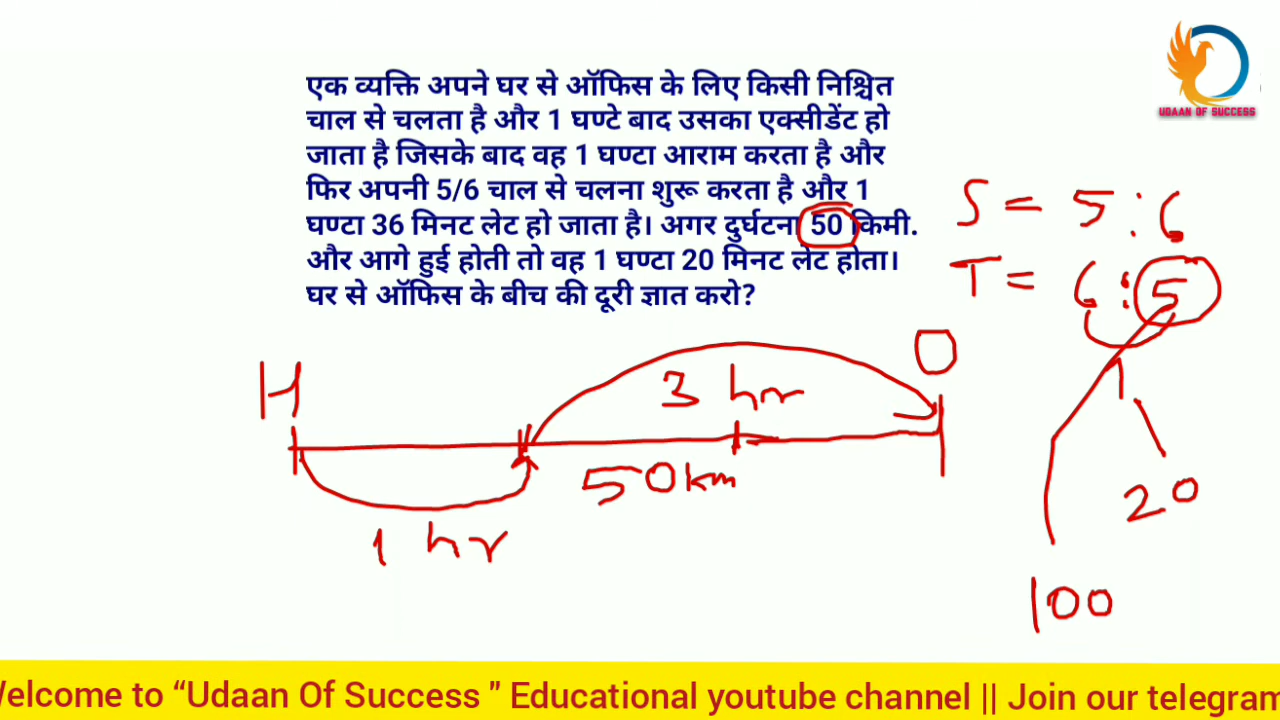 UDAAN OF SUCCESS
एक व्यक्ति अपने घर से ऑफिस के लिए किसी निश्चित
चाल से चलता है और 1 घण्टे बाद उसका एक्सीडेंट हो
जाता है जिसके बाद वह 1 घण्टा आराम करता है और
फिर अपनी 5/6 चाल से चलना शुरू करता है और 1
घण्टा 36 मिनट लेट हो जाता है। अगर दुर्घटना 50 किमी.
और आगे हुई होती तो वह 1 घण्टा 20 मिनट लेट होता।
घर से ऑफिस के बीच की दूरी ज्ञात करो?
S = 5 : 6
T = 6 : 5
1
20
100
H
O
3 hr
50km
1 hr
Welcome to “Udaan Of Success " Educational youtube channel || Join our telegram